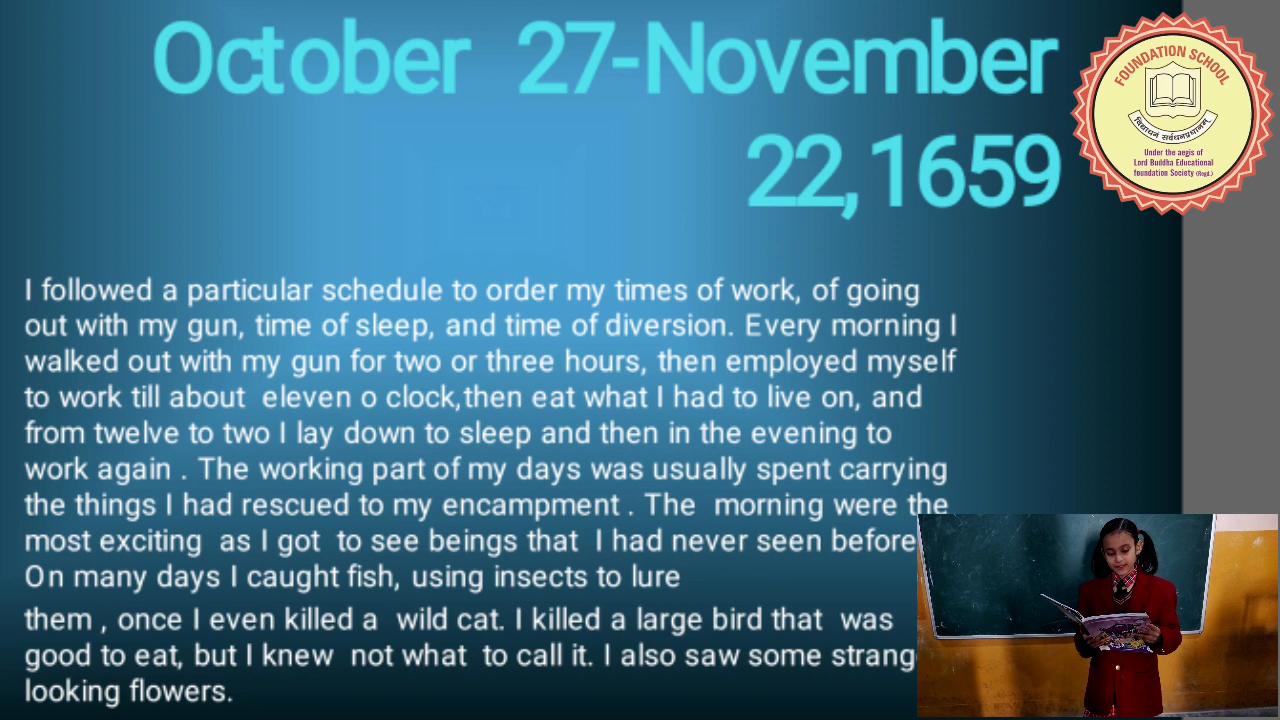 October 27-November
22,1659
FOUNDATION SCHOOL
Under the aegis of
Lord Buddha Educational
foundation Society (Regd.)
I followed a particular schedule to order my times of work, of going
out with my gun, time of sleep, and time of diversion. Every morning I
walked out with my gun for two or three hours, then employed myself
to work till about eleven o clock,then eat what I had to live on, and
from twelve to two I lay down to sleep and then in the evening to
work again . The working part of my days was usually spent carrying
the things I had rescued to my encampment . The morning were the
most exciting as I got to see beings that I had never seen before
On many days I caught fish, using insects to lure
them , once I even killed a wild cat. I killed a large bird that was
good to eat, but I knew not what to call it. I also saw some strang
looking flowers.